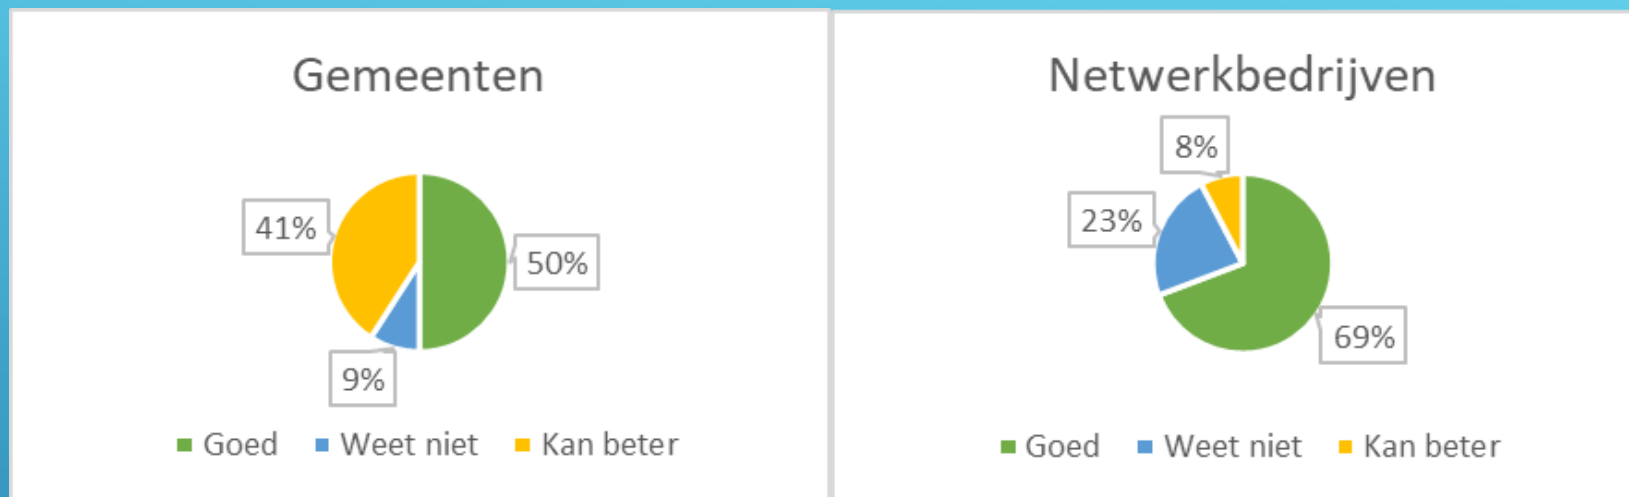 Gemeenten
41%
50%
9%
Goed Weet niet Kan beter
Netwerkbedrijven
8%
23%
69%
Goed Weet niet Kan beter